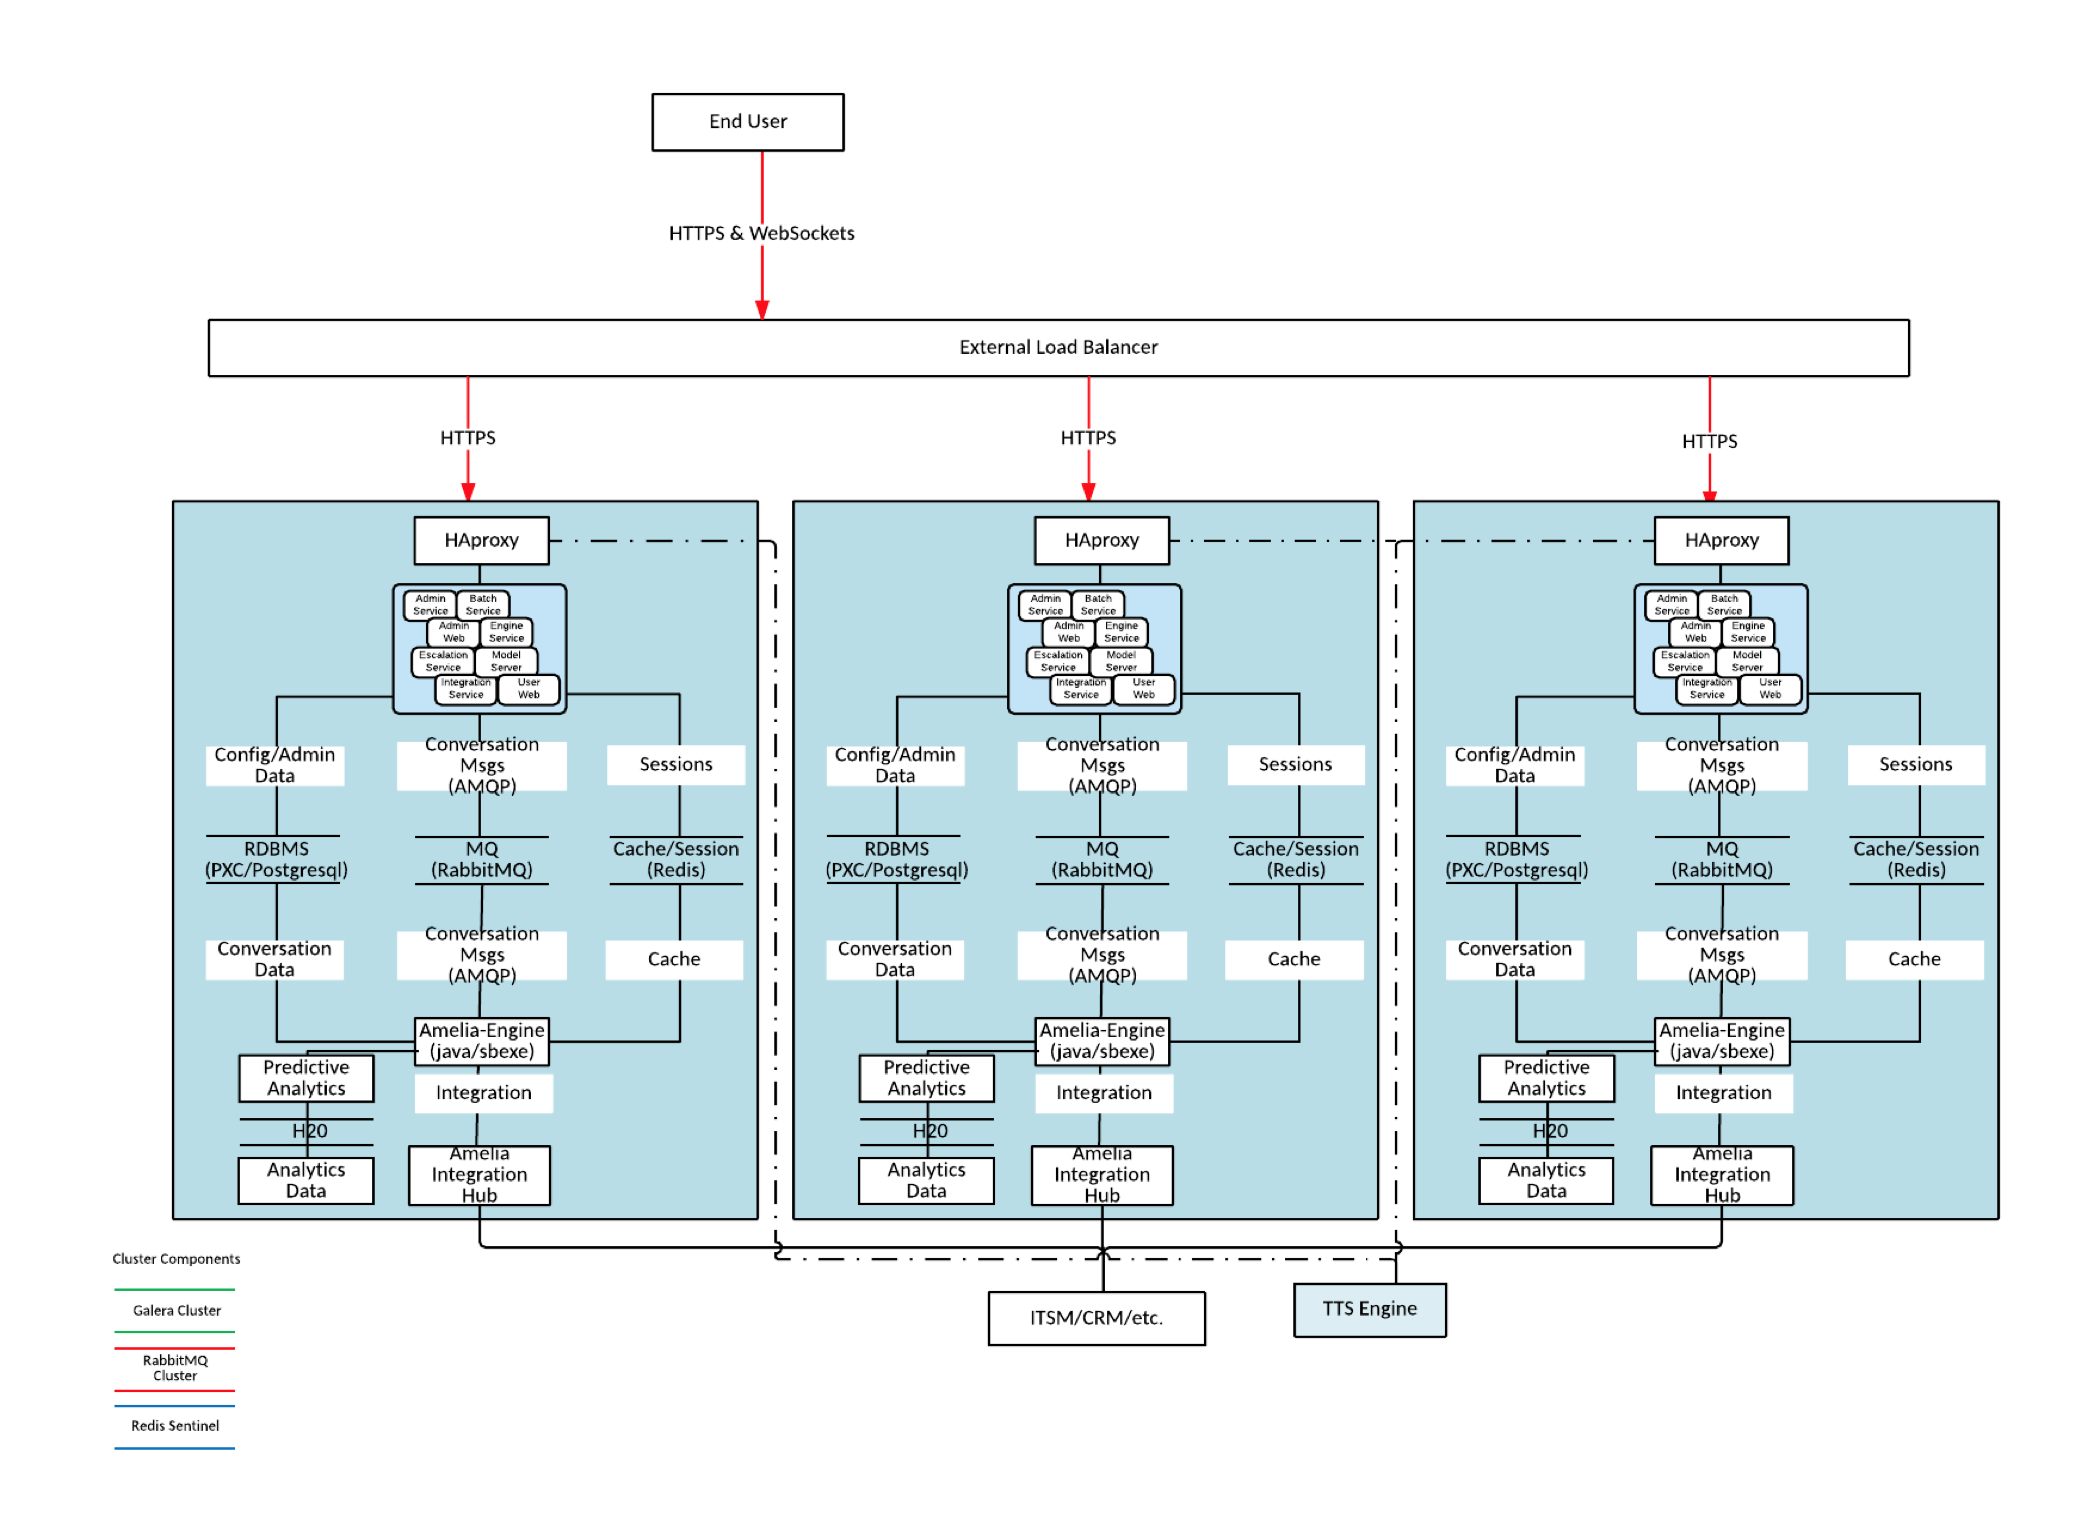 End User
HTTPS & WebSockets
External Load Balancer
HTTPS
HTTPS
HTTPS
HAproxy
Admin
Service
Batch
Service
Admin
Web
Engine
Service
Escalation
Service
Model
Server
Integration
Service
User
Web
Config/Admin
Data
Conversation
Msgs
(AMQP)
Sessions
RDBMS
(PXC/Postgresql)
MQ
(RabbitMQ)
Cache/Session
(Redis)
Conversation
Data
Conversation
Msgs
(AMQP)
Cache
Amelia-Engine
(java/sbexe)
Predictive
Analytics
Integration
H20
Analytics
Data
Amelia
Integration
Hub
HAproxy
Admin
Service
Batch
Service
Admin
Web
Engine
Service
Escalation
Service
Model
Server
Integration
Service
User
Web
Config/Admin
Data
Conversation
Msgs
(AMQP)
Sessions
RDBMS
(PXC/Postgresql)
MQ
(RabbitMQ)
Cache/Session
(Redis)
Conversation
Data
Conversation
Msgs
(AMQP)
Cache
Amelia-Engine
(java/sbexe)
Predictive
Analytics
Integration
H20
Analytics
Data
Amelia
Integration
Hub
HAproxy
Admin
Service
Batch
Service
Admin
Web
Engine
Service
Escalation
Service
Model
Server
Integration
Service
User
Web
Config/Admin
Data
Conversation
Msgs
(AMQP)
Sessions
RDBMS
(PXC/Postgresql)
MQ
(RabbitMQ)
Cache/Session
(Redis)
Conversation
Data
Conversation
Msgs
(AMQP)
Cache
Amelia-Engine
(java/sbexe)
Predictive
Analytics
Integration
H20
Analytics
Data
Amelia
Integration
Hub
ITSM/CRM/etc.
TTS Engine
Cluster Components
Galera Cluster
RabbitMQ
Cluster
Redis Sentinel